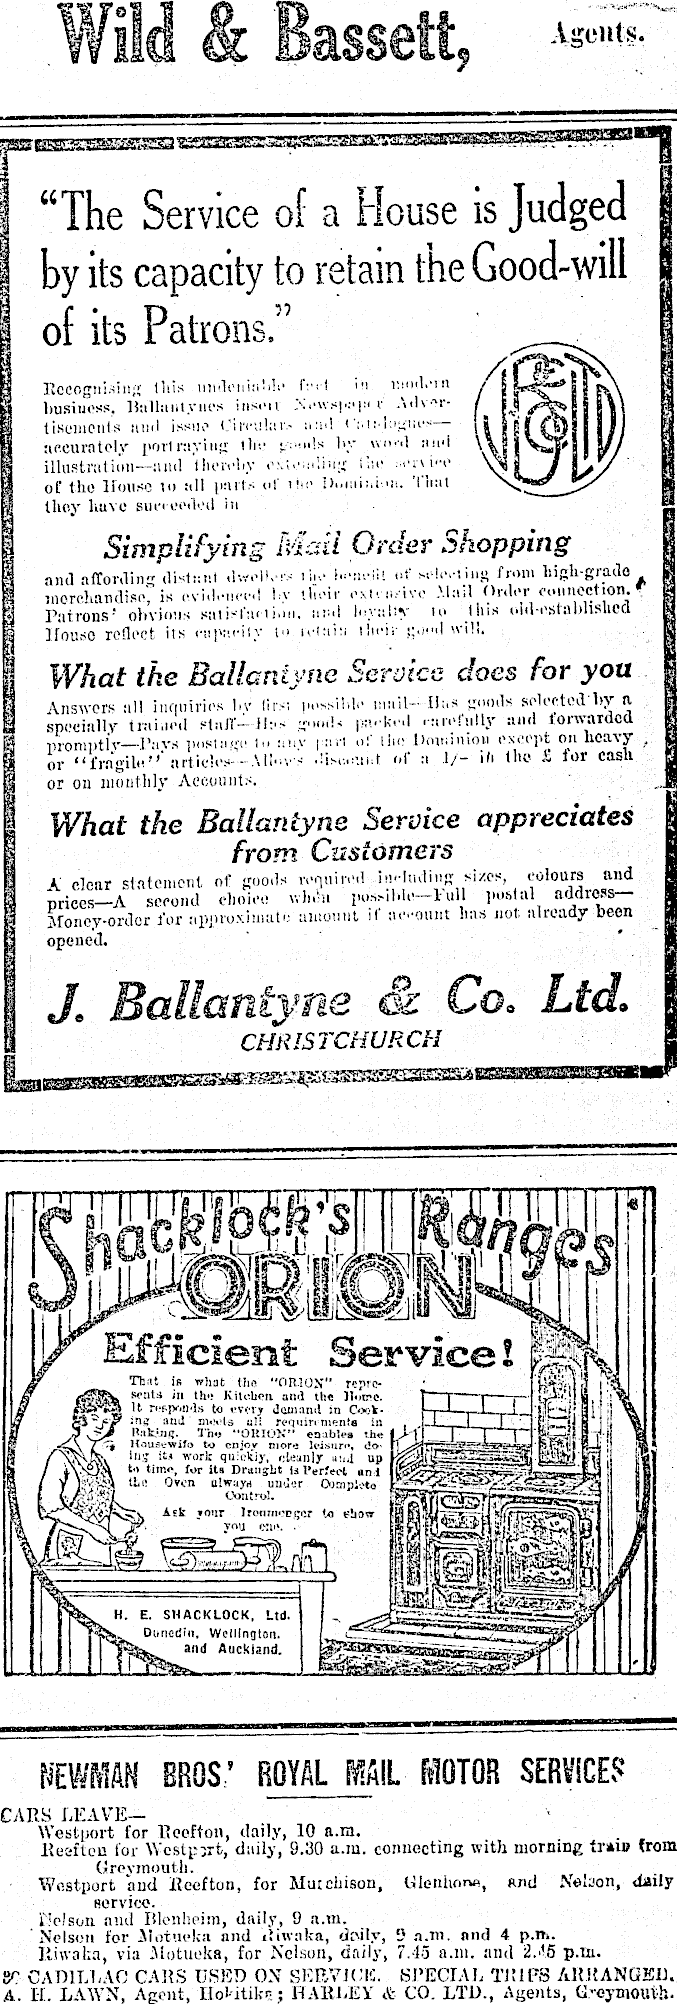 Wild & Bassett, Agents.
"The Service of a House is Judged
by its capacity to retain the Good-will
of its Patrons."
Recognising this undeniable fact in modern
business, Ballantynes insert Newspaper Adver-
tisements and issue Circulars and Catalogues—
accurately portraying the goods by word and
illustration—and thereby extending the service
of the House to all parts of the Dominion. That
they have succeeded in
Simplifying Mail Order Shopping
and affording distant dwellers the benefit of selecting from high-grade
merchandise, is evidenced by their extensive Mail Order connection.
Patrons' obvious satisfaction, and loyalty to this old-established
House reflect its capacity to retain their good will.
What the Ballantyne Service does for you
Answers all inquiries by first possible mail—Has goods selected by a
specially trained staff—Has goods packed carefully and forwarded
promptly—Pays postage to any part of the Dominion except on heavy
or "fragile" articles—Allows discount of a 1/- in the £ for cash
or on monthly Accounts.
What the Ballantyne Service appreciates
from Customers
A clear statement of goods required including sizes, colours and
prices—A second choice when possible—Full postal address—
Money-order for approximate amount if account has not already been
opened.
J. Ballantyne & Co. Ltd.
CHRISTCHURCH
Shacklock's Ranges
ORION
Efficient Service!
That is what the "ORION" repre-
sents in the Kitchen and the Home.
It responds to every demand in Cook-
ing and meets all requirements in
Baking. The "ORION" enables the
Housewife to enjoy more leisure, do-
ing its work quickly, cleanly and up
to time, for its Draught is Perfect and
the Oven always under Complete
Control.
Ask your Ironmonger to show
you one.
H. E. SHACKLOCK, Ltd.
Dunedin, Wellington.
and Auckland.
NEWMAN BROS.' ROYAL MAIL MOTOR SERVICES
CARS LEAVE—
Westport for Reefton, daily, 10 a.m.
Reefton for Westport, daily, 9.30 a.m. connecting with morning train from
Greymouth.
Westport and Reefton, for Murchison, Glenhope, and Nelson, daily
service.
Nelson and Blenheim, daily, 9 a.m.
Nelson for Motueka and Riwaka, daily, 9 a.m. and 4 p.m.
Riwaka, via Motueka, for Nelson, daily, 7.45 a.m. and 2.45 p.m.
30 CADILLAC CARS USED ON SERVICE. SPECIAL TRIPS ARRANGED.
A. H. LAWN, Agent, Hokitika; HARLEY & CO. LTD., Agents, Greymouth.